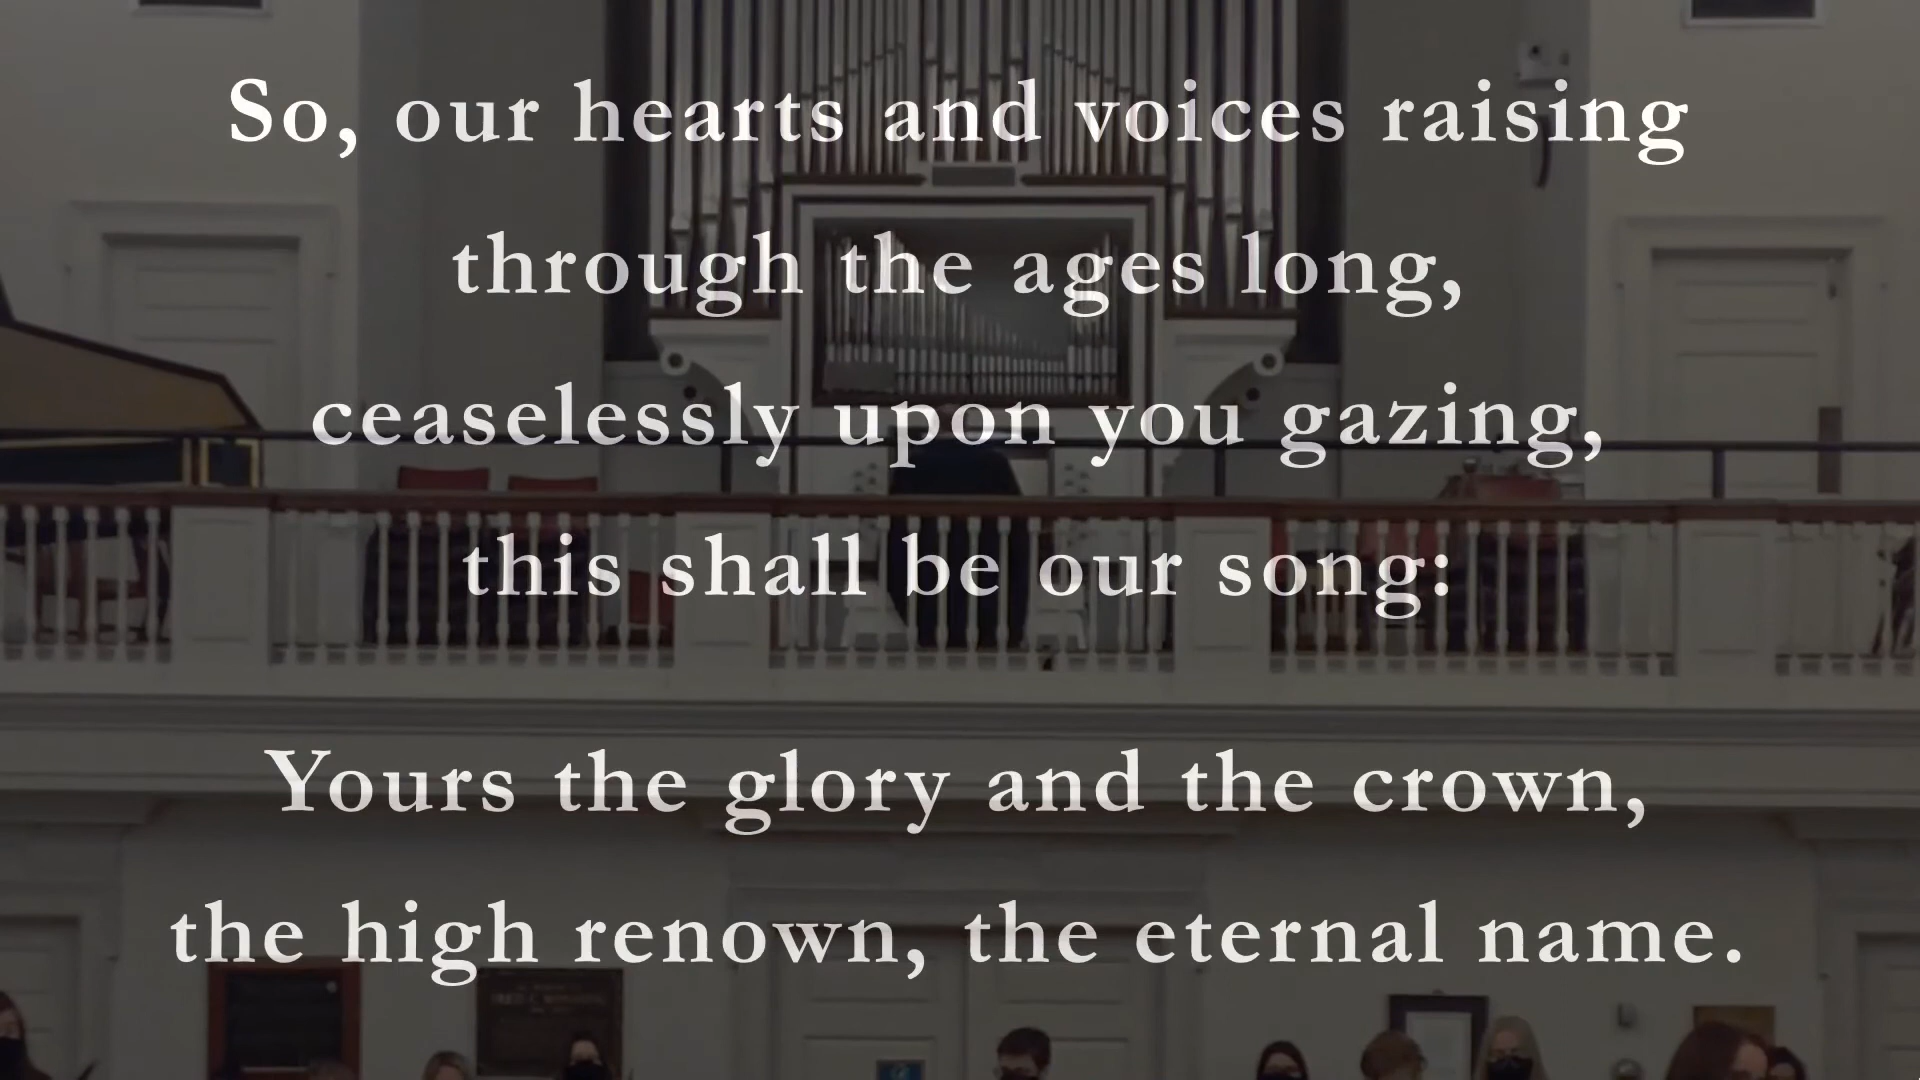 So, our hearts and voices raising
through the ages long,
ceaselessly upon you gazing,
this shall be our song:
Yours the glory and the crown,
the high renown, the eternal name.